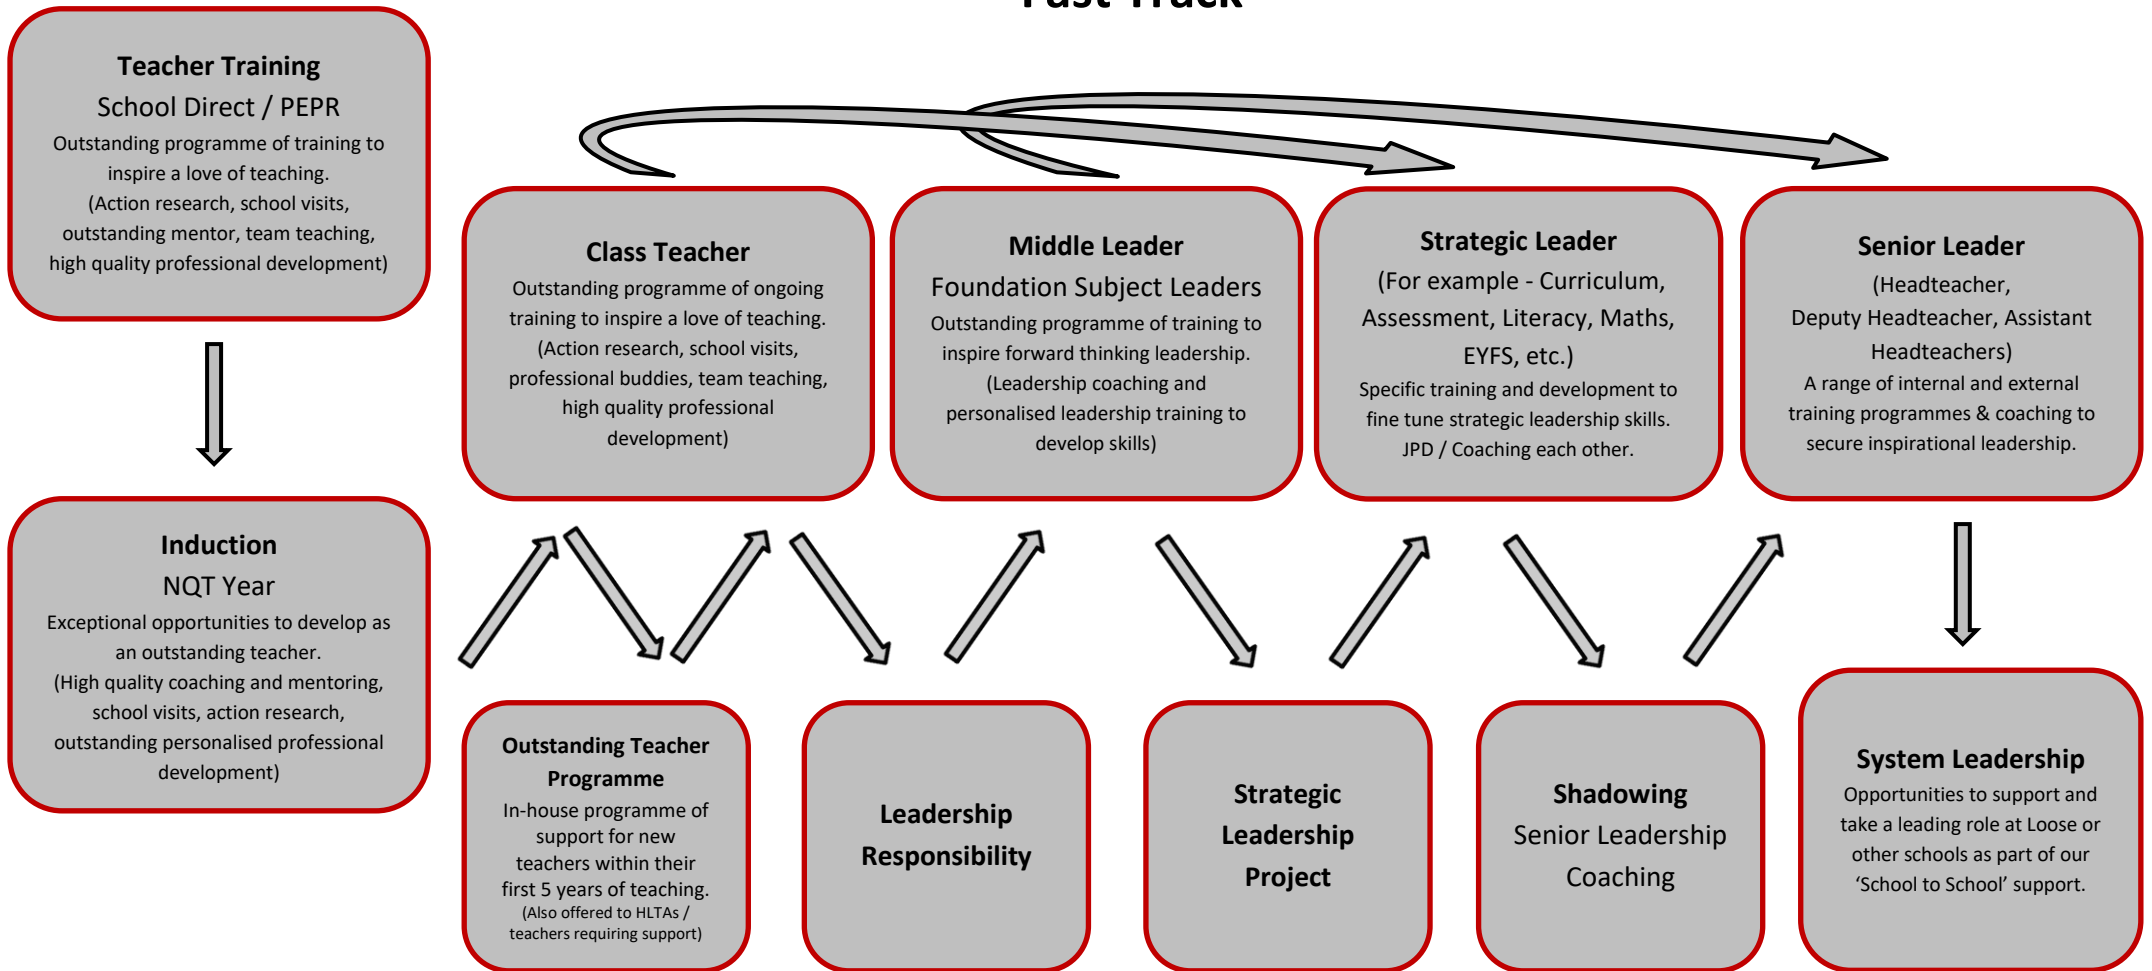 Fast Track
Teacher Training
School Direct / PEPR
Outstanding programme of training to
inspire a love of teaching.
(Action research, school visits,
outstanding mentor, team teaching,
high quality professional development)
Induction
NQT Year
Exceptional opportunities to develop as
an outstanding teacher.
(High quality coaching and mentoring,
school visits, action research,
outstanding personalised professional
development)
Class Teacher
Outstanding programme of ongoing
training to inspire a love of teaching.
(Action research, school visits,
professional buddies, team teaching,
high quality professional
development)
Middle Leader
Foundation Subject Leaders
Outstanding programme of training to
inspire forward thinking leadership.
(Leadership coaching and
personalised leadership training to
develop skills)
Strategic Leader
(For example - Curriculum,
Assessment, Literacy, Maths,
EYFS, etc.)
Specific training and development to
fine tune strategic leadership skills.
JPD / Coaching each other.
Senior Leader
(Headteacher,
Deputy Headteacher, Assistant
Headteachers)
A range of internal and external
training programmes & coaching to
secure inspirational leadership.
Outstanding Teacher
Programme
In-house programme of
support for new
teachers within their
first 5 years of teaching.
(Also offered to HLTAs /
teachers requiring support)
Leadership
Responsibility
Strategic
Leadership
Project
Shadowing
Senior Leadership
Coaching
System Leadership
Opportunities to support and
take a leading role at Loose or
other schools as part of our
‘School to School’ support.